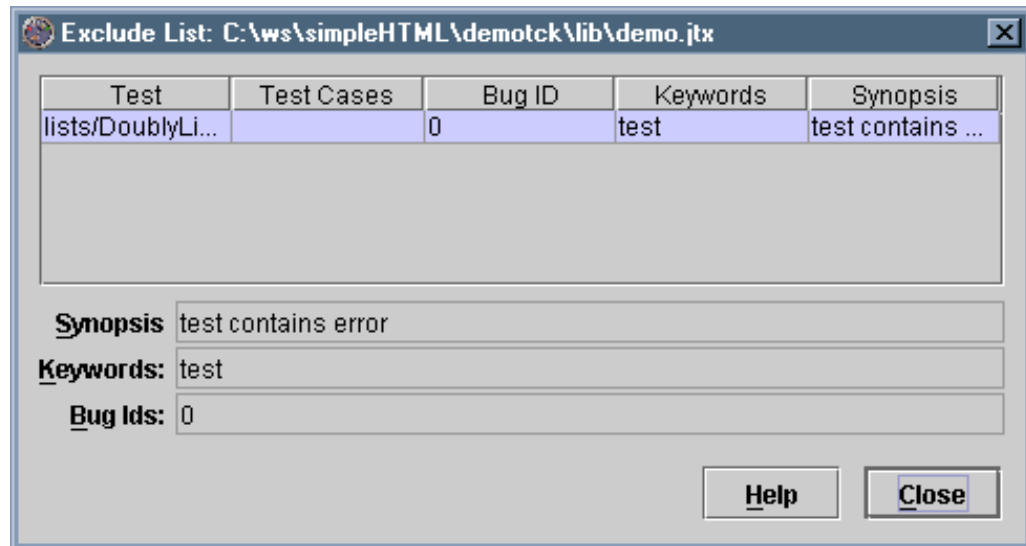 Exclude List: C:\ws\simpleHTML\demotck\lib\demo.jtx
Test Test Cases Bug ID Keywords Synopsis
lists/DoublyLi... 0 test test contains ...
Synopsis test contains error
Keywords: test
Bug Ids: 0
Help Close